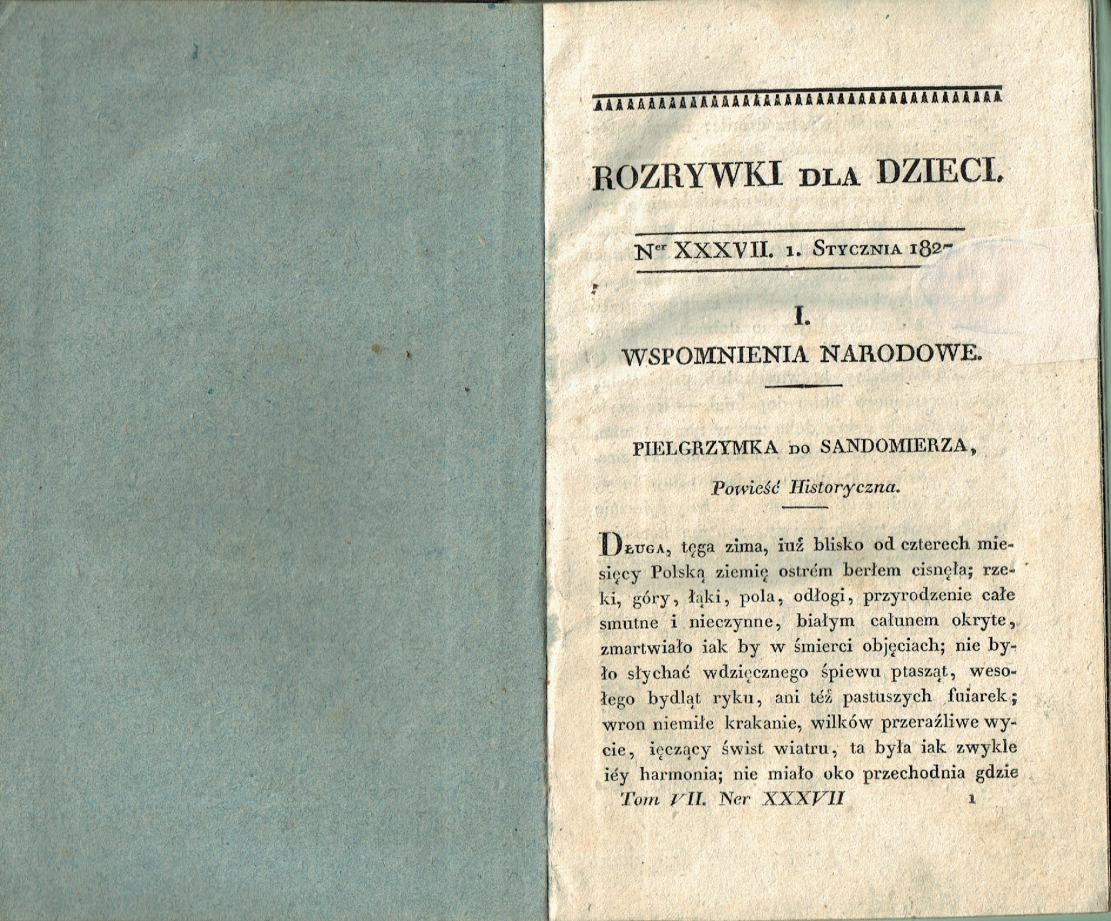 ROZRYWKI DLA DZIECI.
Ner XXXVII. 1. STYCZNIA 1827
I.
WSPOMNIENIA NARODOWE.
PIELGRZYMKA DO SANDOMIERZA,
Powieść Historyczna.
DŁUGA, tęga zima, iuź blisko od czterech mie-
sięcy Polską ziemię ostrém berłem cisnęła; rze-
ki, góry, łąki, pola, odłogi, przyrodzenie całe
smutne i nieczynne, białym całunem okryte,
zmartwiało iak by w śmierci objęciach; nie by-
ło słychać wdzięcznego śpiewu ptasząt, weso-
łego bydląt ryku, ani téź pastuszych fuiarek;
wron niemiłe krakanie, wilków przeraźliwe wy-
cie, ięczący świst wiatru, ta była iak zwykle
iéy harmonia; nie miało oko przechodnia gdzie
Tom VII. Ner XXXVII 1